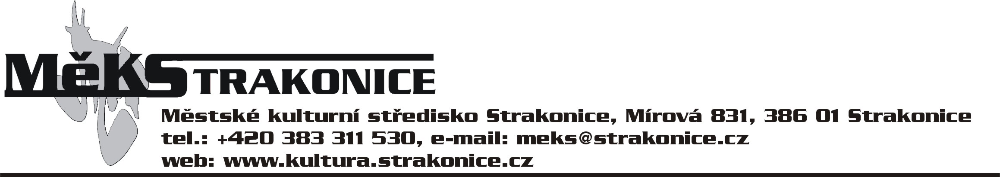 MěKSTRAKONICE
Městské kulturní středisko Strakonice, Mírová 831, 386 01 Strakonice
tel.: +420 383 311 530, e-mail: meks@strakonice.cz
web: www.kultura.strakonice.cz